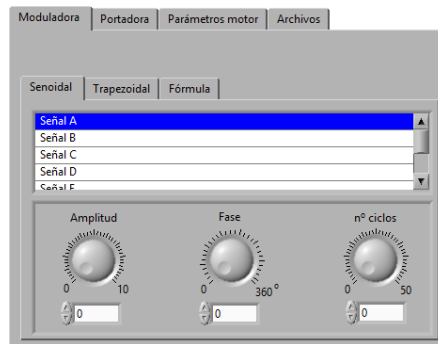 Moduladora Portadora Parámetros motor Archivos
Senoidal Trapezoidal Fórmula
Señal A
Señal B
Señal C
Señal D
Señal E
Amplitud Fase nº ciclos
0 10 0 360° 0 50
0 0 0